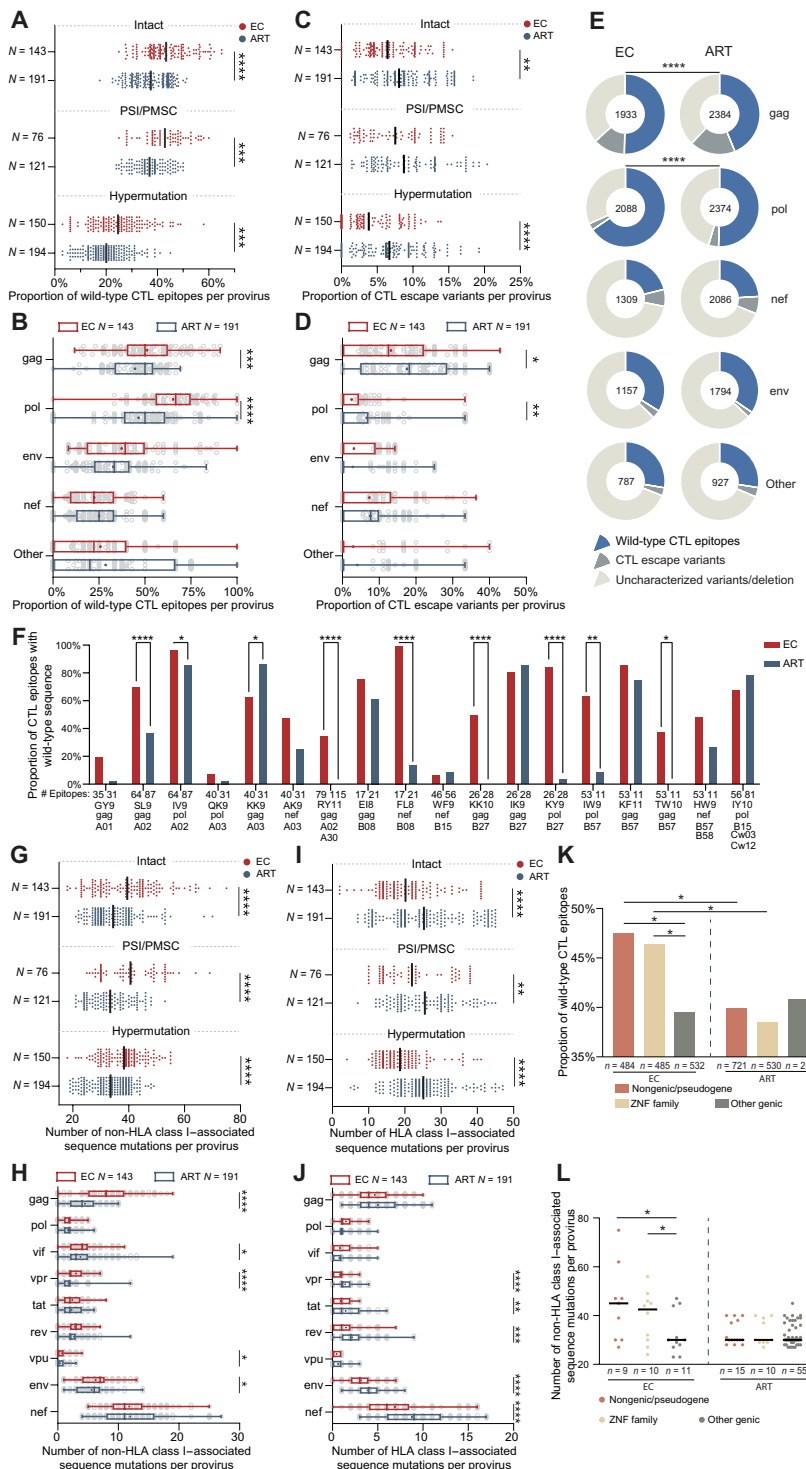 A
Intact
EC
ART
N = 143
****
N = 191
PSI/PMSC
N = 76
***
N = 121
Hypermutation
N = 150
***
N = 194
0% 20% 40% 60%
Proportion of wild-type CTL epitopes per provirus
B
EC N = 143 ART N = 191
gag
***
pol
****
env
nef
Other
0% 25% 50% 75% 100%
Proportion of wild-type CTL epitopes per provirus
C
Intact
EC
ART
N = 143
**
N = 191
PSI/PMSC
N = 76
N = 121
Hypermutation
N = 150
****
N = 194
0% 5% 10% 15% 20% 25%
Proportion of CTL escape variants per provirus
D
EC N = 143 ART N = 191
gag
*
pol
**
env
nef
Other
0% 10% 20% 30% 40% 50%
Proportion of CTL escape variants per provirus
E
EC ART
****
1933 2384 gag
****
2088 2374 pol
1309 2086 nef
1157 1794 env
787 927 Other
Wild-type CTL epitopes
CTL escape variants
Uncharacterized variants/deletion
F
Proportion of CTL epitopes with
wild-type sequence
100%
80%
60%
40%
20%
0%
**** * * **** **** **** **** ** *
EC
ART
# Epitopes: 35 31 64 87 64 87 40 31 40 31 40 31 79 115 17 21 17 21 46 56 26 28 26 28 26 28 53 11 53 11 53 11 53 11 56 81
GY9 SL9 IV9 QK9 KK9 AK9 RY11 EI8 FL8 WF9 KK10 IK9 KY9 IW9 KF11 TW10 HW9 IY10
gag gag pol pol gag nef gag gag nef nef gag gag pol pol gag gag nef pol
A01 A02 A02 A03 A03 A03 A02 B08 B08 B15 B27 B27 B27 B57 B57 B57 B57 B15
A30 B58 Cw03
Cw12
G
Intact
EC
ART
N = 143
****
N = 191
PSI/PMSC
N = 76
****
N = 121
Hypermutation
N = 150
****
N = 194
20 40 60 80
Number of non-HLA class I–associated
sequence mutations per provirus
H
EC N = 143 ART N = 191
gag
****
pol
vif
*
vpr
****
tat
rev
vpu
*
env
*
nef
0 10 20 30
Number of non-HLA class I–associated
sequence mutations per provirus
I
Intact
EC
ART
N = 143
****
N = 191
PSI/PMSC
N = 76
**
N = 121
Hypermutation
N = 150
****
N = 194
0 10 20 30 40 50
Number of HLA class I–associated
sequence mutations per provirus
J
EC N = 143 ART N = 191
gag
pol
vif
vpr
****
tat
**
rev
***
vpu
env
****
nef
****
0 5 10 15 20
Number of HLA class I–associated
sequence mutations per provirus
K
Proportion of wild-type CTL epitopes
50%
45%
40%
35%
*
*
*
*
n = 484 n = 485 n = 532 n = 721 n = 530 n = 2
EC ART
Nongenic/pseudogene
ZNF family Other genic
L
Number of non-HLA class I–associated
sequence mutations per provirus
80
60
40
20
*
*
n = 9 n = 10 n = 11 n = 15 n = 10 n = 55
EC ART
Nongenic/pseudogene
ZNF family Other genic